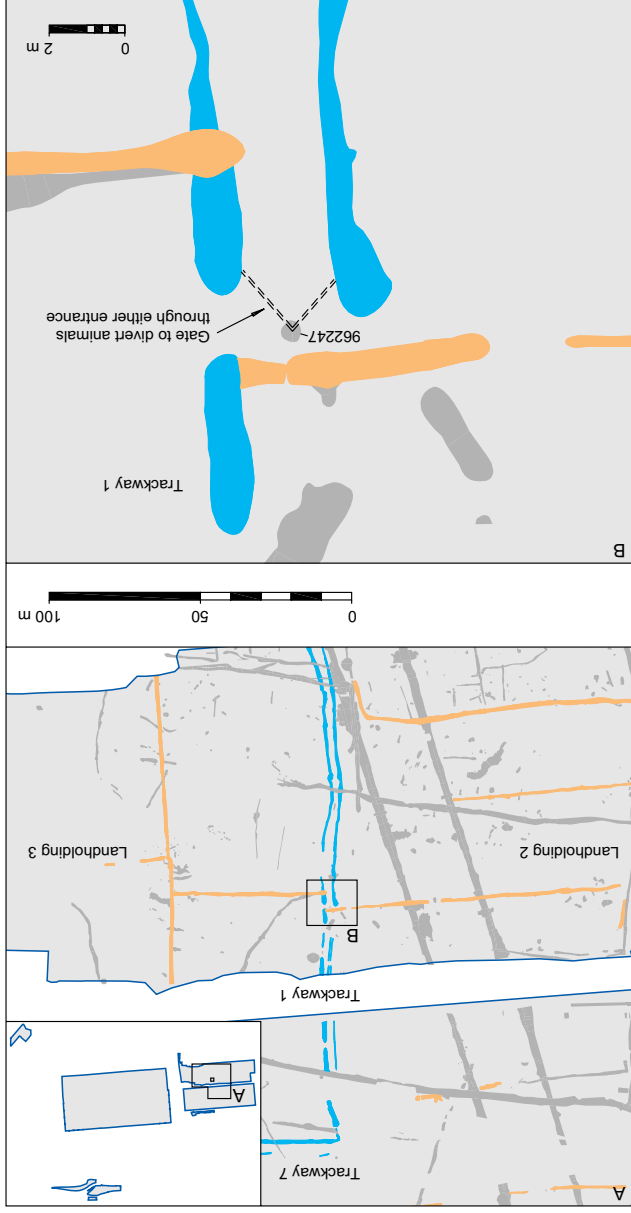 A
Trackway 7
A
Trackway 1
B
Landholding 2
Landholding 3
0 50 100 m
B
Trackway 1
962247
Gate to divert animals
through either entrance
0 2 m